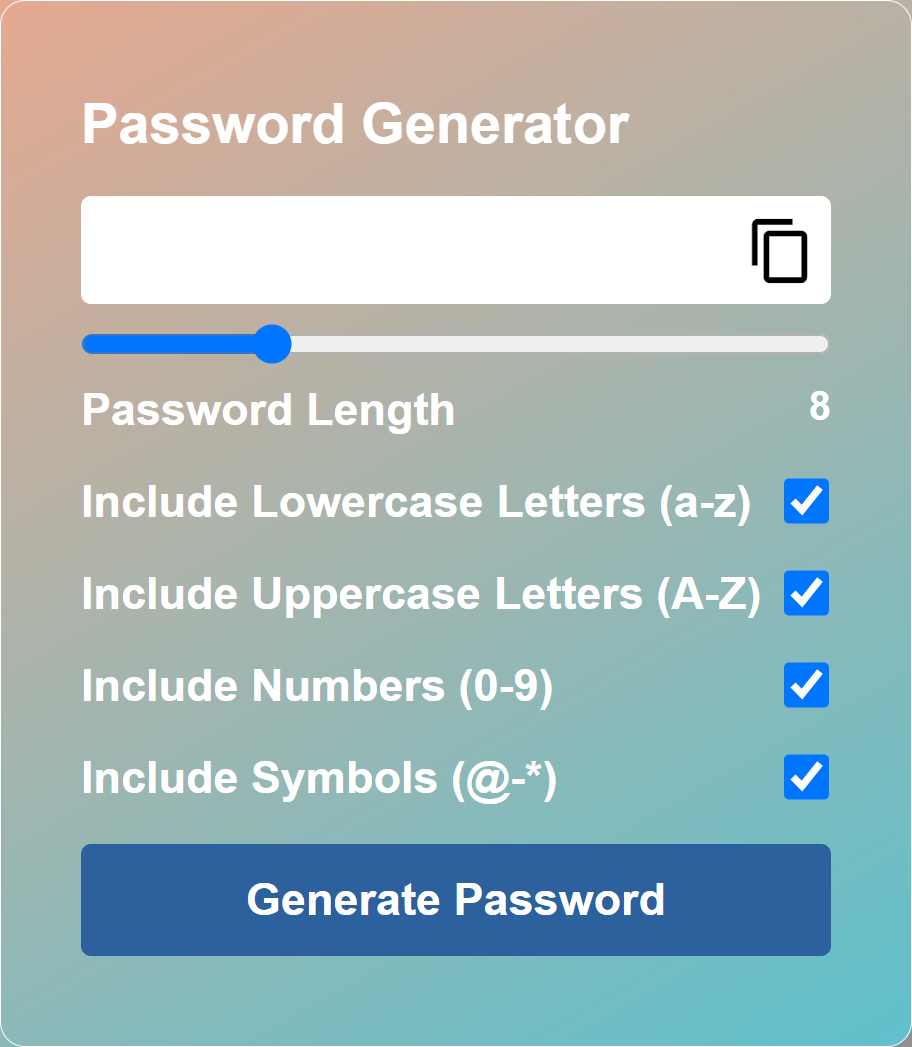 Password Generator
Password Length 8
Include Lowercase Letters (a-z)
Include Uppercase Letters (A-Z)
Include Numbers (0-9)
Include Symbols (@-*)
Generate Password